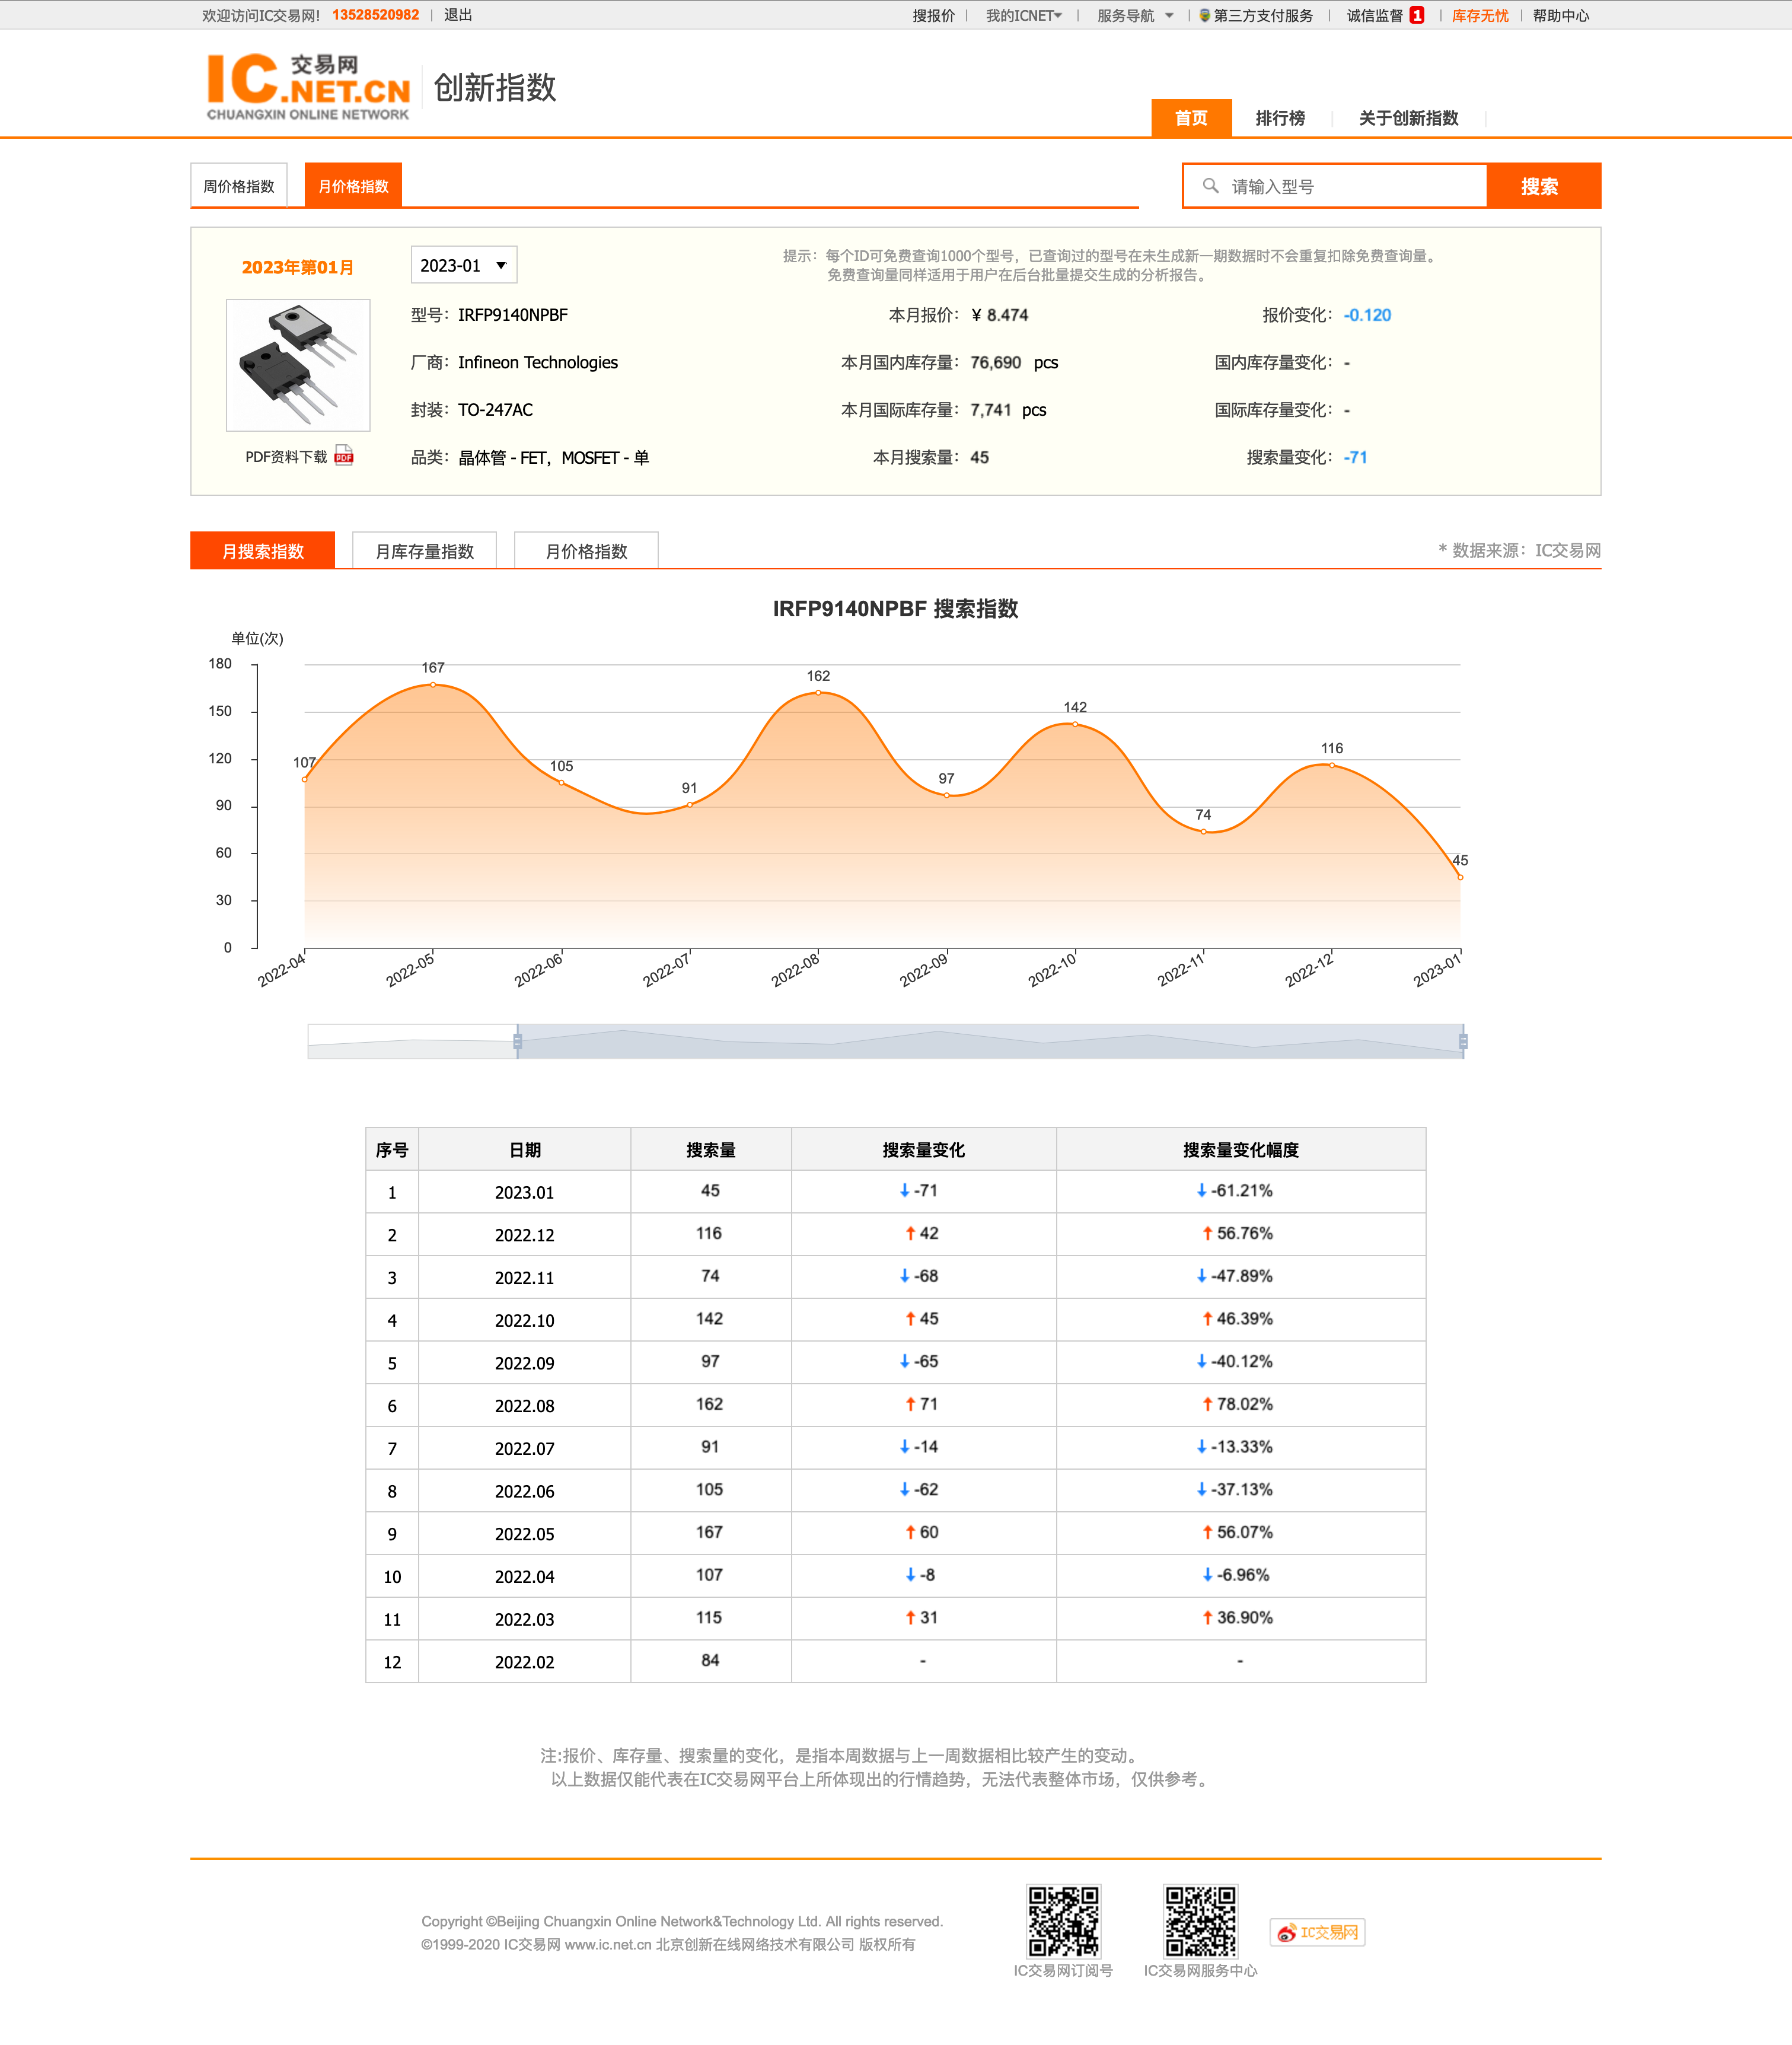 欢迎访问IC交易网! 13528520982 | 退出 搜报价 | 我的ICNET | 服务导航 | 第三方支付服务 | 诚信监督 1 | 库存无忧 | 帮助中心
IC.NET.CN 交易网
CHUANGXIN ONLINE NETWORK
创新指数
首页 排行榜 关于创新指数
周价格指数 月价格指数 请输入型号 搜索
2023年第01月 2023-01 提示：每个ID可免费查询1000个型号，已查询过的型号在未生成新一期数据时不会重复扣除免费查询量。
免费查询量同样适用于用户在后台批量提交生成的分析报告。
型号：IRFP9140NPBF 本月报价：¥ 8.474 报价变化：-0.120
厂商：Infineon Technologies 本月国内库存量：76,690 pcs 国内库存量变化：-
封装：TO-247AC 本月国际库存量：7,741 pcs 国际库存量变化：-
PDF资料下载 PDF 品类：晶体管 - FET，MOSFET - 单 本月搜索量：45 搜索量变化：-71
月搜索指数 月库存量指数 月价格指数 * 数据来源：IC交易网
IRFP9140NPBF 搜索指数
单位(次)
180
150
120
90
60
30
0
107 167 105 91 162 97 142 74 116 45
2022-04 2022-05 2022-06 2022-07 2022-08 2022-09 2022-10 2022-11 2022-12 2023-01
序号 日期 搜索量 搜索量变化 搜索量变化幅度
1 2023.01 45 ↓ -71 ↓ -61.21%
2 2022.12 116 ↑ 42 ↑ 56.76%
3 2022.11 74 ↓ -68 ↓ -47.89%
4 2022.10 142 ↑ 45 ↑ 46.39%
5 2022.09 97 ↓ -65 ↓ -40.12%
6 2022.08 162 ↑ 71 ↑ 78.02%
7 2022.07 91 ↓ -14 ↓ -13.33%
8 2022.06 105 ↓ -62 ↓ -37.13%
9 2022.05 167 ↑ 60 ↑ 56.07%
10 2022.04 107 ↓ -8 ↓ -6.96%
11 2022.03 115 ↑ 31 ↑ 36.90%
12 2022.02 84 - -
注:报价、库存量、搜索量的变化，是指本周数据与上一周数据相比较产生的变动。
以上数据仅能代表在IC交易网平台上所体现出的行情趋势，无法代表整体市场，仅供参考。
Copyright ©Beijing Chuangxin Online Network&Technology Ltd. All rights reserved.
©1999-2020 IC交易网 www.ic.net.cn 北京创新在线网络技术有限公司 版权所有
IC交易网订阅号 IC交易网服务中心 IC交易网